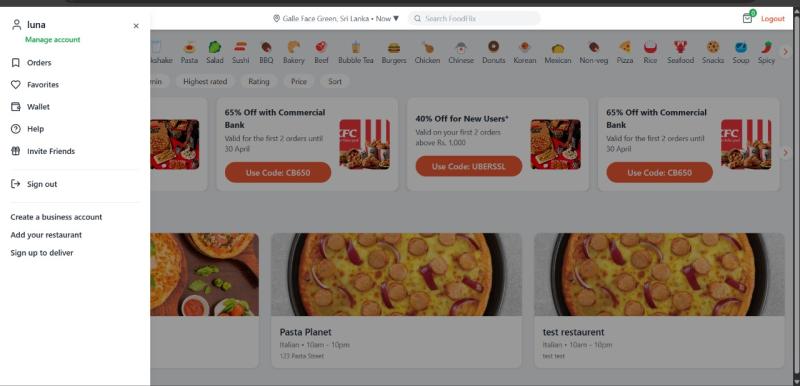 luna
Manage account
Orders
Favorites
Wallet
Help
Invite Friends
Sign out
Create a business account
Add your restaurant
Sign up to deliver
Galle Face Green, Sri Lanka • Now ▼
Search FoodFlix
0
Logout
kshake
Pasta
Salad
Sushi
BBQ
Bakery
Beef
Bubble Tea
Burgers
Chicken
Chinese
Donuts
Korean
Mexican
Non-veg
Pizza
Rice
Seafood
Snacks
Soup
Spicy
min
Highest rated
Rating
Price
Sort
65% Off with Commercial
Bank
Valid for the first 2 orders until
30 April
Use Code: CB650
KFC
40% Off for New Users*
Valid on your first 2 orders
above Rs. 1,000
Use Code: UBERSSL
65% Off with Commercial
Bank
Valid for the first 2 orders until
30 April
Use Code: CB650
KFC
Pasta Planet
Italian • 10am - 10pm
123 Pasta Street
test restaurent
Italian • 10am - 10pm
test test